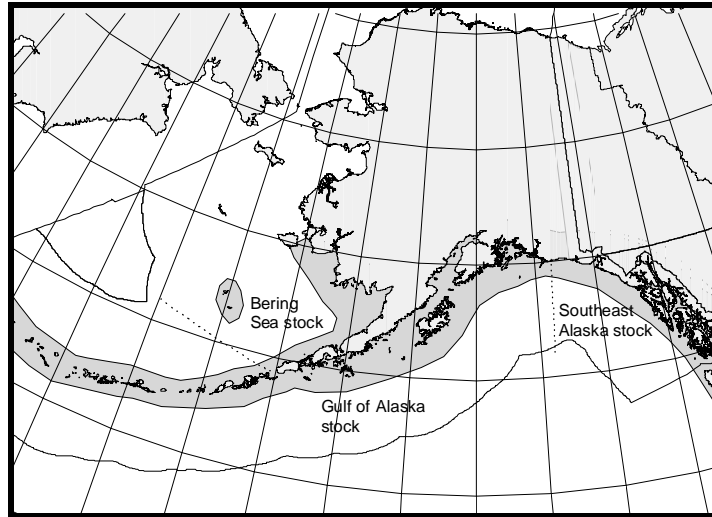 Bering
Sea stock
Southeast
Alaska stock
Gulf of Alaska
stock